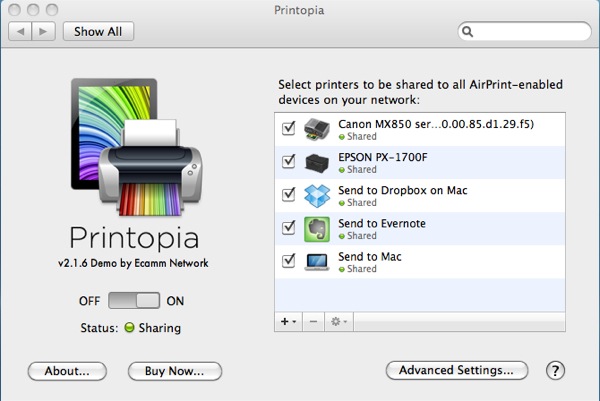 Printopia
Show All
Select printers to be shared to all AirPrint-enabled
devices on your network:
Canon MX850 ser...0.00.85.d1.29.f5)
Shared
EPSON PX-1700F
Shared
Send to Dropbox on Mac
Shared
Send to Evernote
Shared
Send to Mac
Shared
Printopia
v2.1.6 Demo by Ecamm Network
OFF ON
Status: Sharing
About...
Buy Now...
Advanced Settings...
?